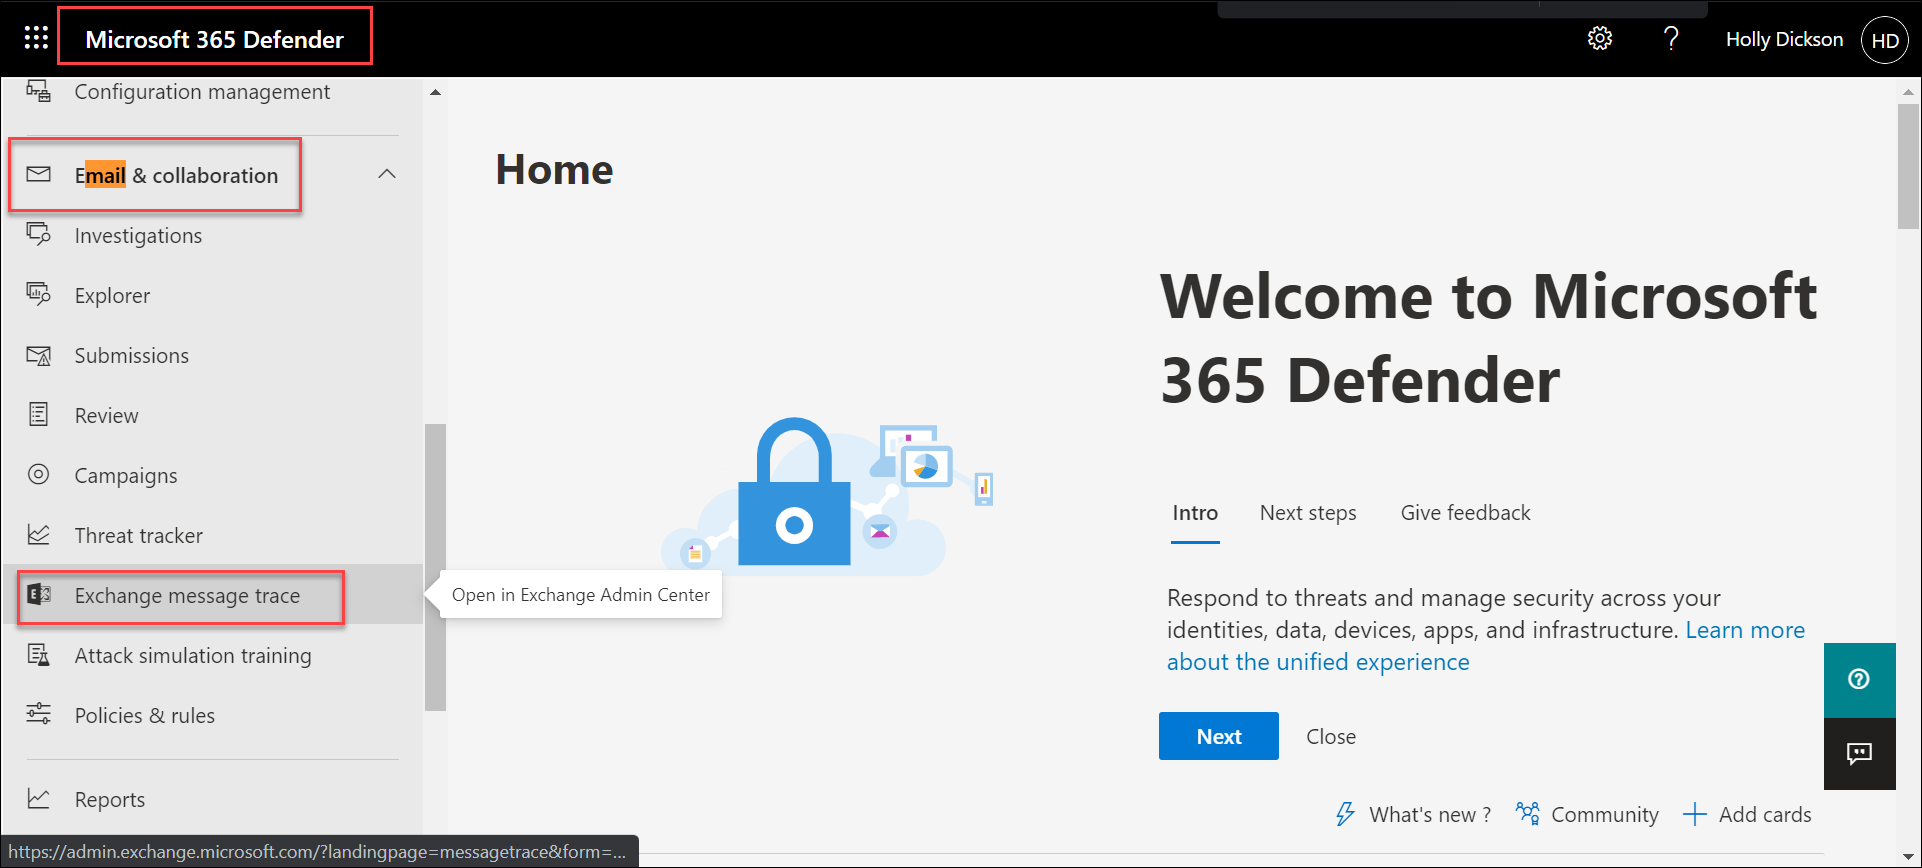 Microsoft 365 Defender
?
Holly Dickson
HD
Configuration management
Email & collaboration
Investigations
Explorer
Submissions
Review
Campaigns
Threat tracker
Exchange message trace
Attack simulation training
Policies & rules
Reports
Open in Exchange Admin Center
Home
Welcome to Microsoft
365 Defender
Intro Next steps Give feedback
Respond to threats and manage security across your
identities, data, devices, apps, and infrastructure. Learn more
about the unified experience
Next Close
What's new ? Community Add cards
https://admin.exchange.microsoft.com/?landingpage=messagetrace&form=...